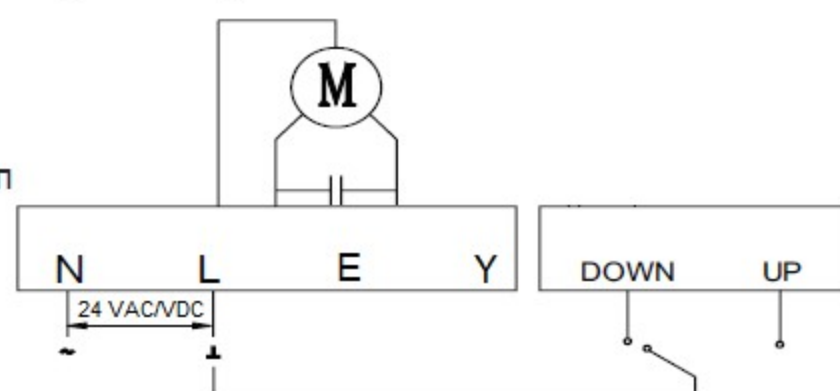 M
п
N L E Y
DOWN UP
24 VAC/VDC
~ ⊥